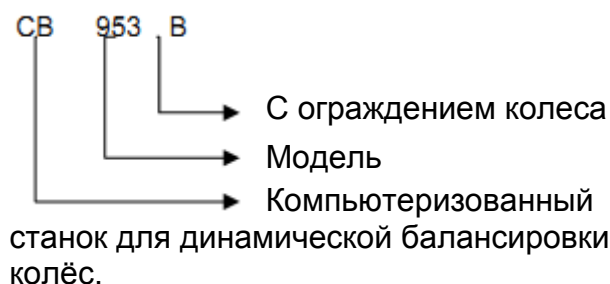 CB 953 B
С ограждением колеса
Модель
Компьютеризованный
станок для динамической балансировки
колёс.